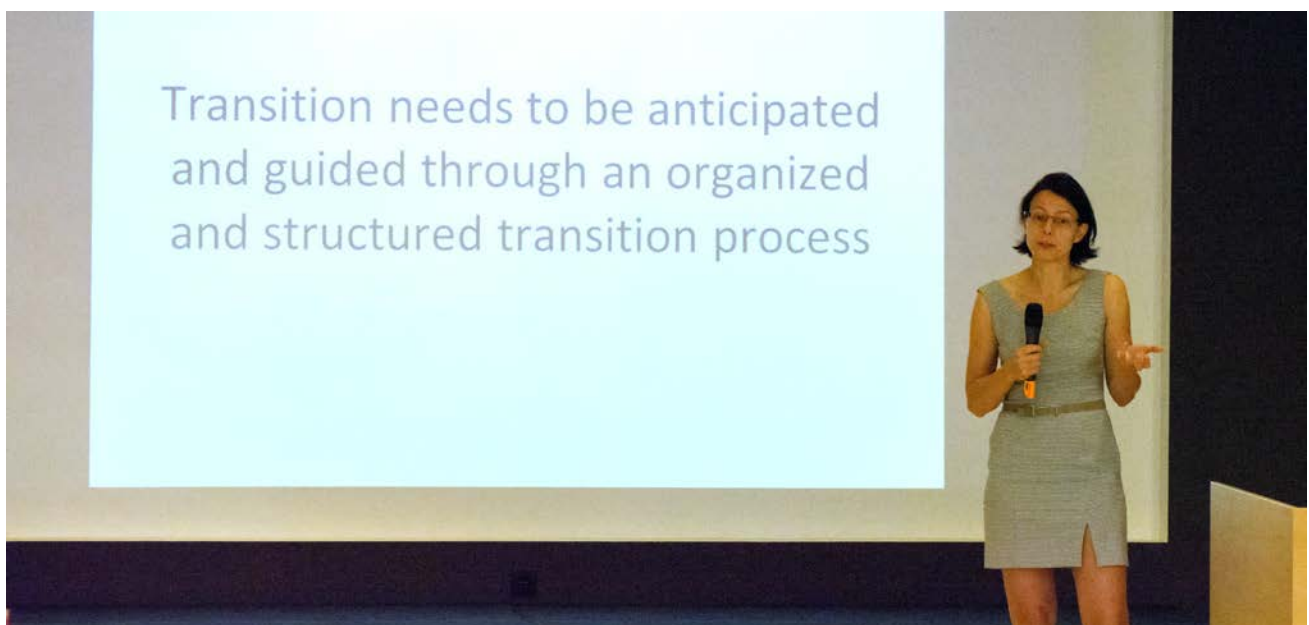 Transition needs to be anticipated
and guided through an organized
and structured transition process